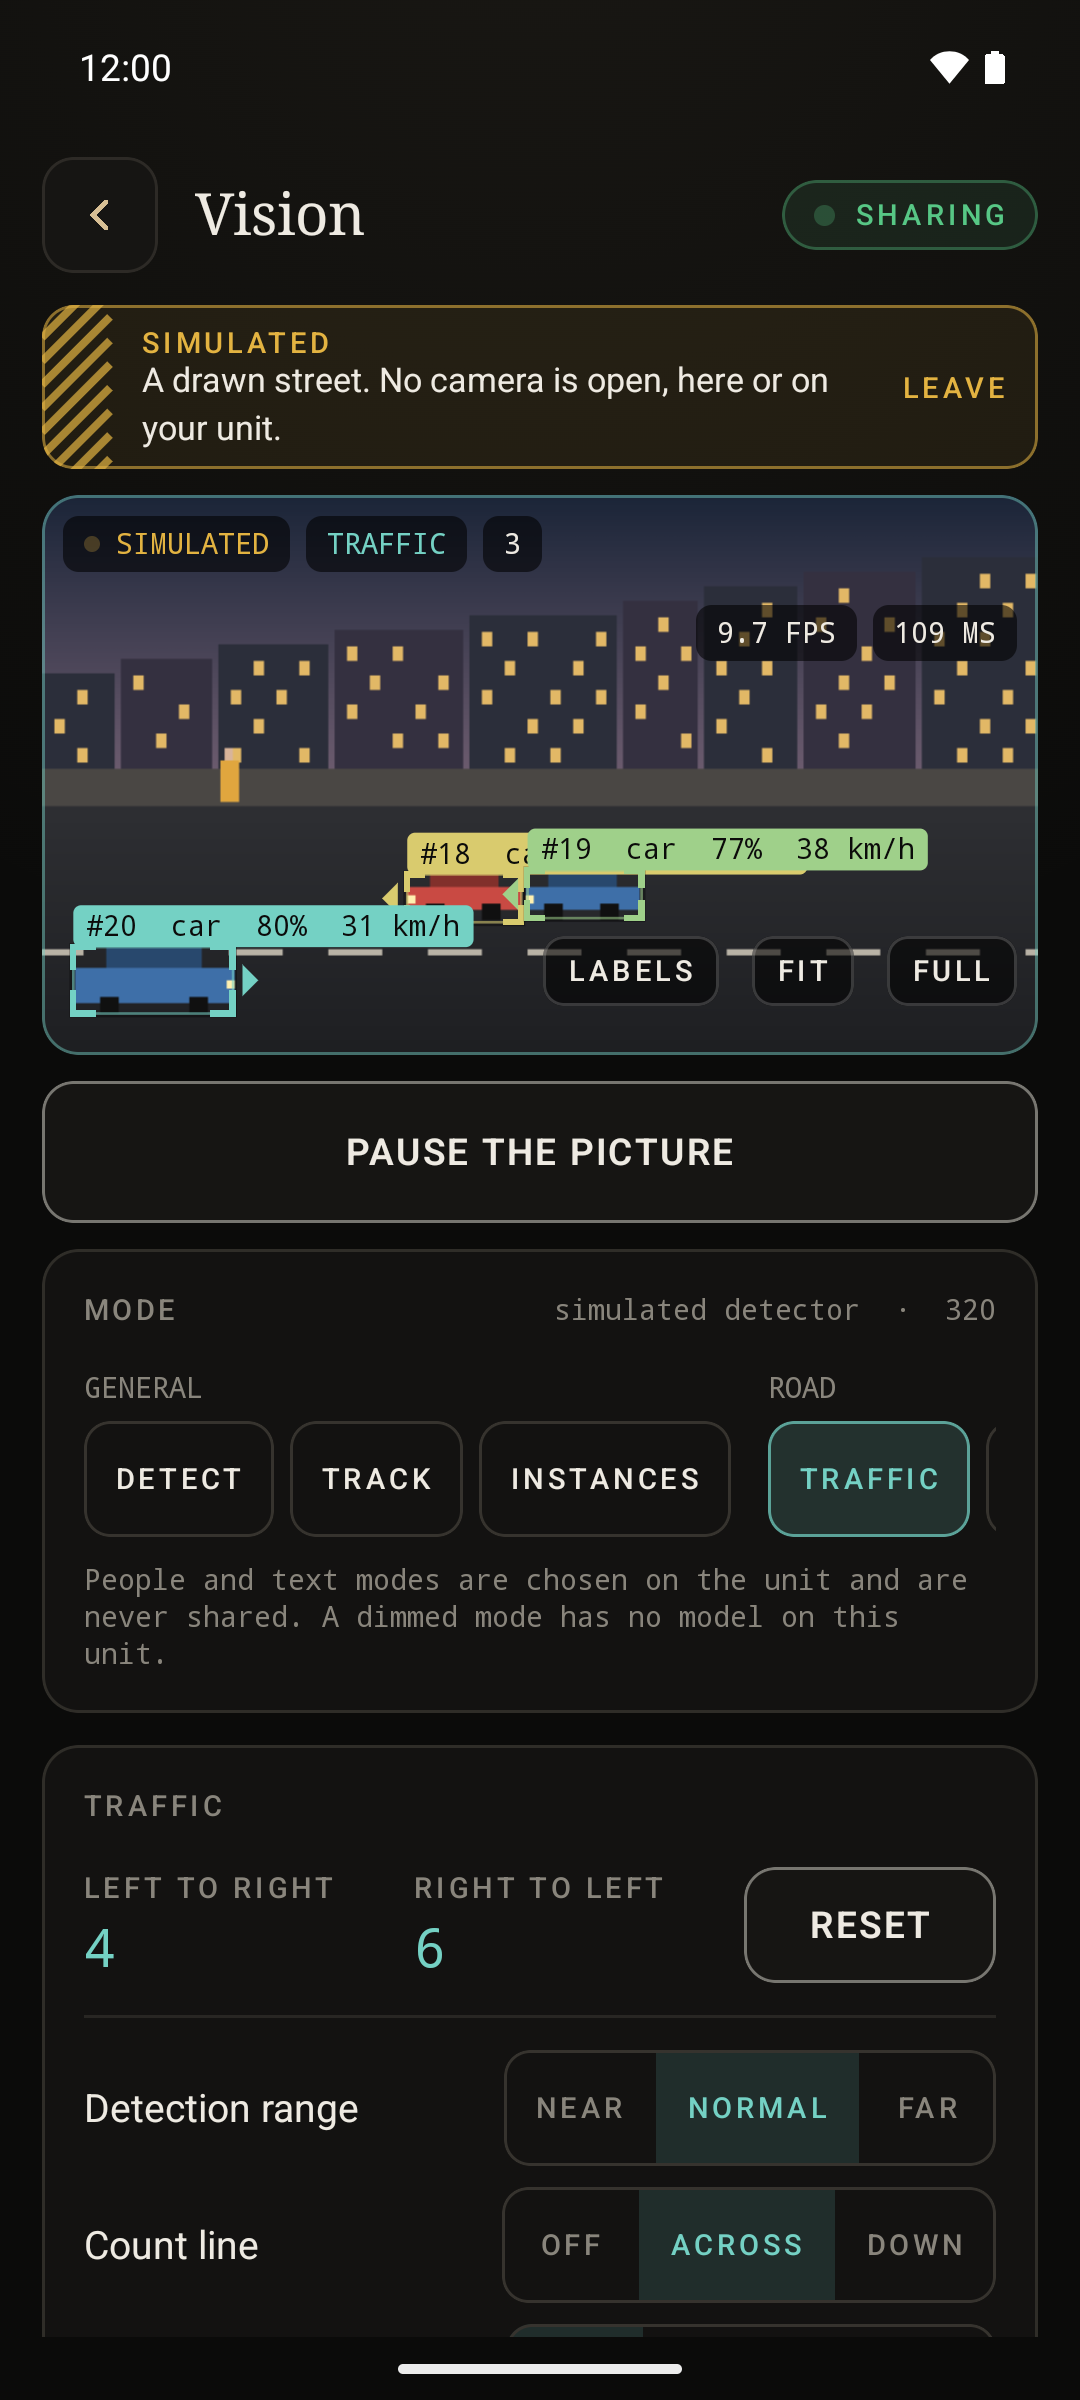 12:00
Vision
SHARING
SIMULATED
A drawn street. No camera is open, here or on
your unit.
LEAVE
SIMULATED
TRAFFIC
3
9.7 FPS
109 MS
#18
#19 car 77% 38 km/h
#20 car 80% 31 km/h
LABELS
FIT
FULL
PAUSE THE PICTURE
MODE
simulated detector · 320
GENERAL
ROAD
DETECT
TRACK
INSTANCES
TRAFFIC
People and text modes are chosen on the unit and are
never shared. A dimmed mode has no model on this
unit.
TRAFFIC
LEFT TO RIGHT
4
RIGHT TO LEFT
6
RESET
Detection range
NEAR
NORMAL
FAR
Count line
OFF
ACROSS
DOWN